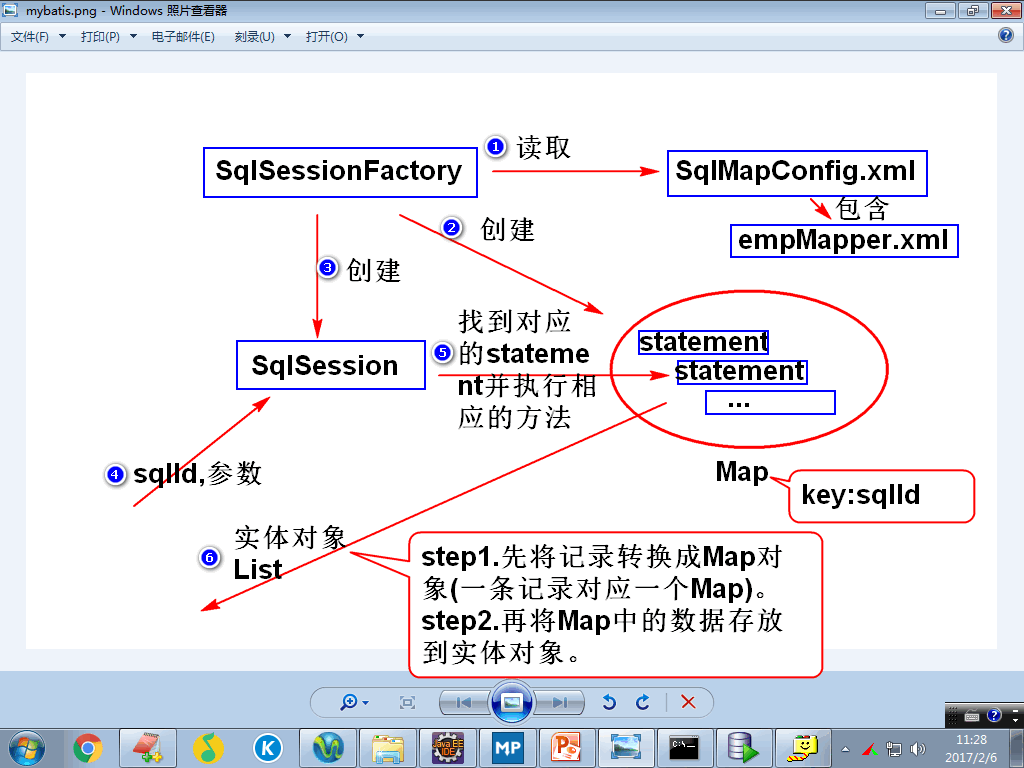 mybatis.png - Windows 照片查看器
文件(F) 打印(P) 电子邮件(E) 刻录(U) 打开(O)
SqlSessionFactory
1 读取
SqlMapConfig.xml
包含
empMapper.xml
2 创建
3 创建
SqlSession
5 找到对应
的stateme
nt并执行相
应的方法
statement
statement
...
4 sqlId,参数
Map
key:sqlId
6 实体对象
List
step1.先将记录转换成Map对
象(一条记录对应一个Map)。
step2.再将Map中的数据存放
到实体对象。
Java EE
IDE
MP
P
K
C:\_
11:28
2017/2/6